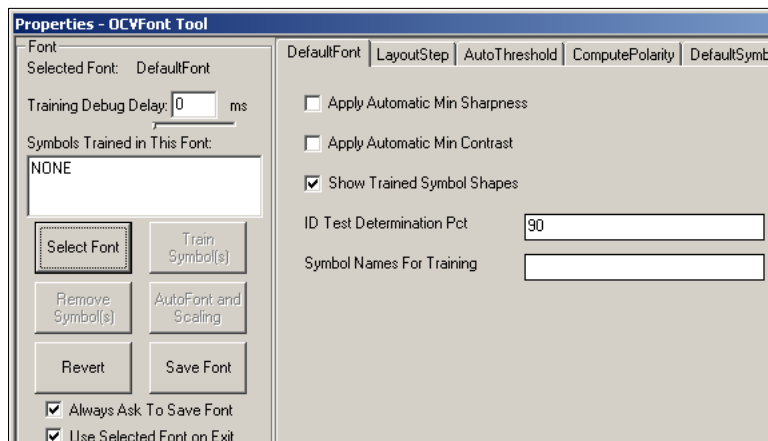 Properties - OCVFont Tool
Font
Selected Font: DefaultFont
Training Debug Delay: 0 ms
Symbols Trained in This Font:
NONE
Select Font
Train
Symbol(s)
Remove
Symbol(s)
AutoFont and
Scaling
Revert
Save Font
Always Ask To Save Font
Use Selected Font on Exit
DefaultFont LayoutStep AutoThreshold ComputePolarity DefaultSymb
Apply Automatic Min Sharpness
Apply Automatic Min Contrast
Show Trained Symbol Shapes
ID Test Determination Pct 90
Symbol Names For Training